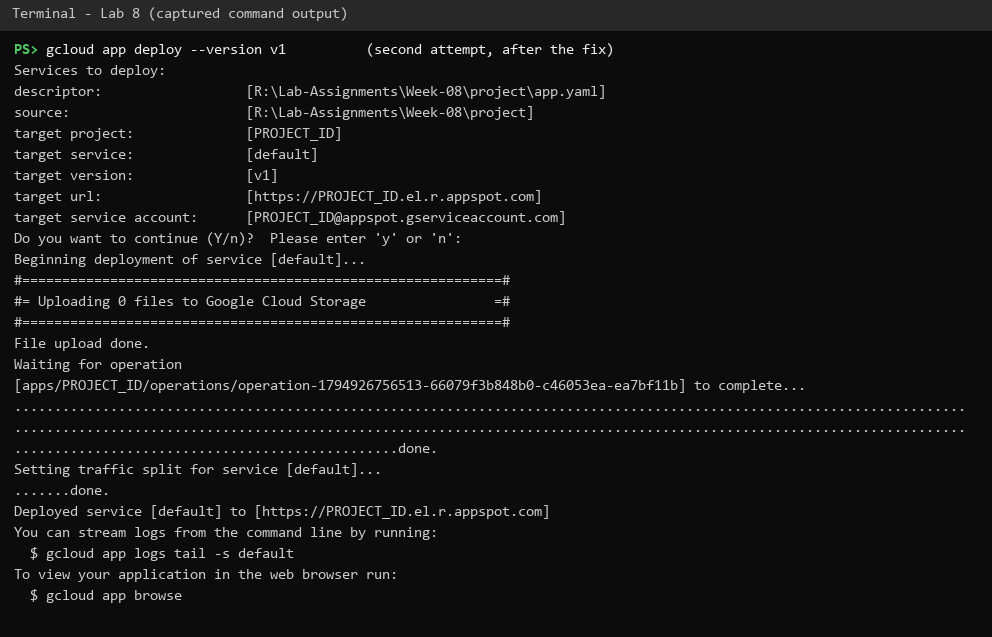 Terminal - Lab 8 (captured command output)
PS> gcloud app deploy --version v1          (second attempt, after the fix)
Services to deploy:
descriptor:                  [R:\Lab-Assignments\Week-08\project\app.yaml]
source:                      [R:\Lab-Assignments\Week-08\project]
target project:              [PROJECT_ID]
target service:              [default]
target version:              [v1]
target url:                  [https://PROJECT_ID.el.r.appspot.com]
target service account:      [PROJECT_ID@appspot.gserviceaccount.com]
Do you want to continue (Y/n)?  Please enter 'y' or 'n':
Beginning deployment of service [default]...
#============================================================#
#= Uploading 0 files to Google Cloud Storage                =#
#============================================================#
File upload done.
Waiting for operation
[apps/PROJECT_ID/operations/operation-1794926756513-66079f3b848b0-c46053ea-ea7bf11b] to complete...
.......................................................................................................................
.......................................................................................................................
................................................done.
Setting traffic split for service [default]...
.......done.
Deployed service [default] to [https://PROJECT_ID.el.r.appspot.com]
You can stream logs from the command line by running:
  $ gcloud app logs tail -s default
To view your application in the web browser run:
  $ gcloud app browse